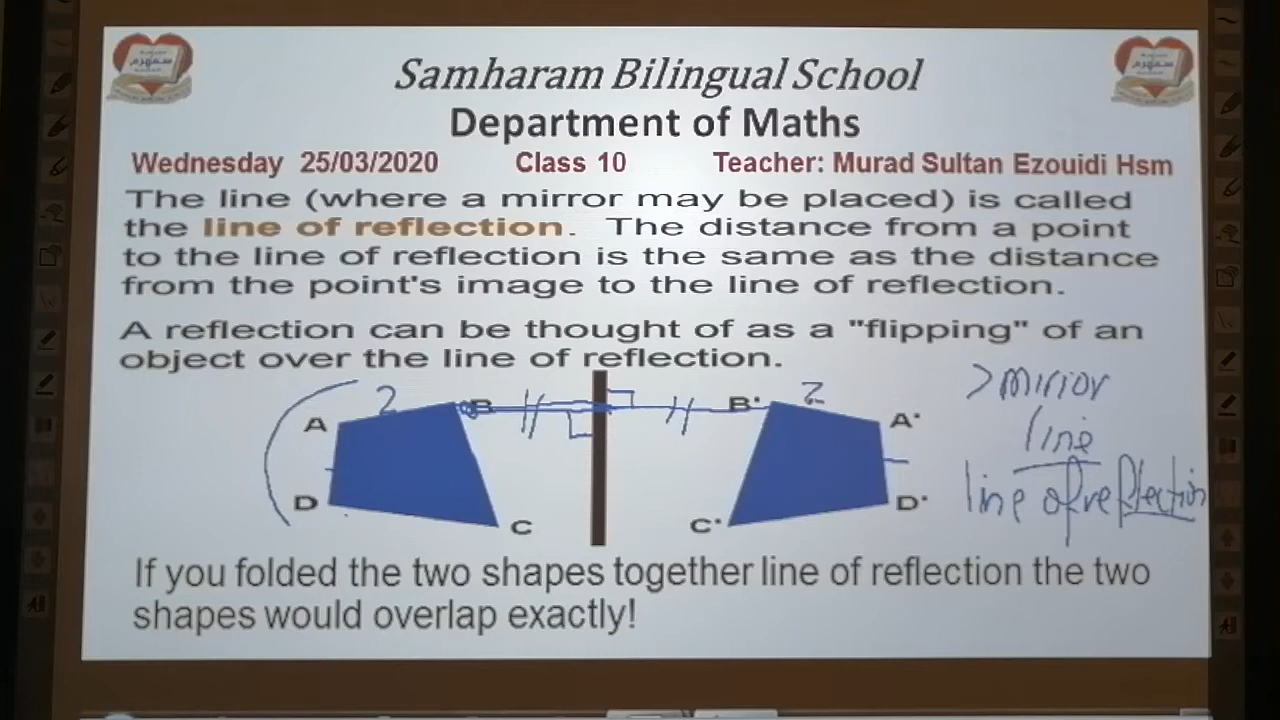 Samharam Bilingual School
Department of Maths
Wednesday 25/03/2020 Class 10 Teacher: Murad Sultan Ezouidi Hsm
The line (where a mirror may be placed) is called
the line of reflection. The distance from a point
to the line of reflection is the same as the distance
from the point's image to the line of reflection.
A reflection can be thought of as a "flipping" of an
object over the line of reflection.
2 2
A B B' A'
D C C' D'
> mirror
line
line of reflection
If you folded the two shapes together line of reflection the two
shapes would overlap exactly!